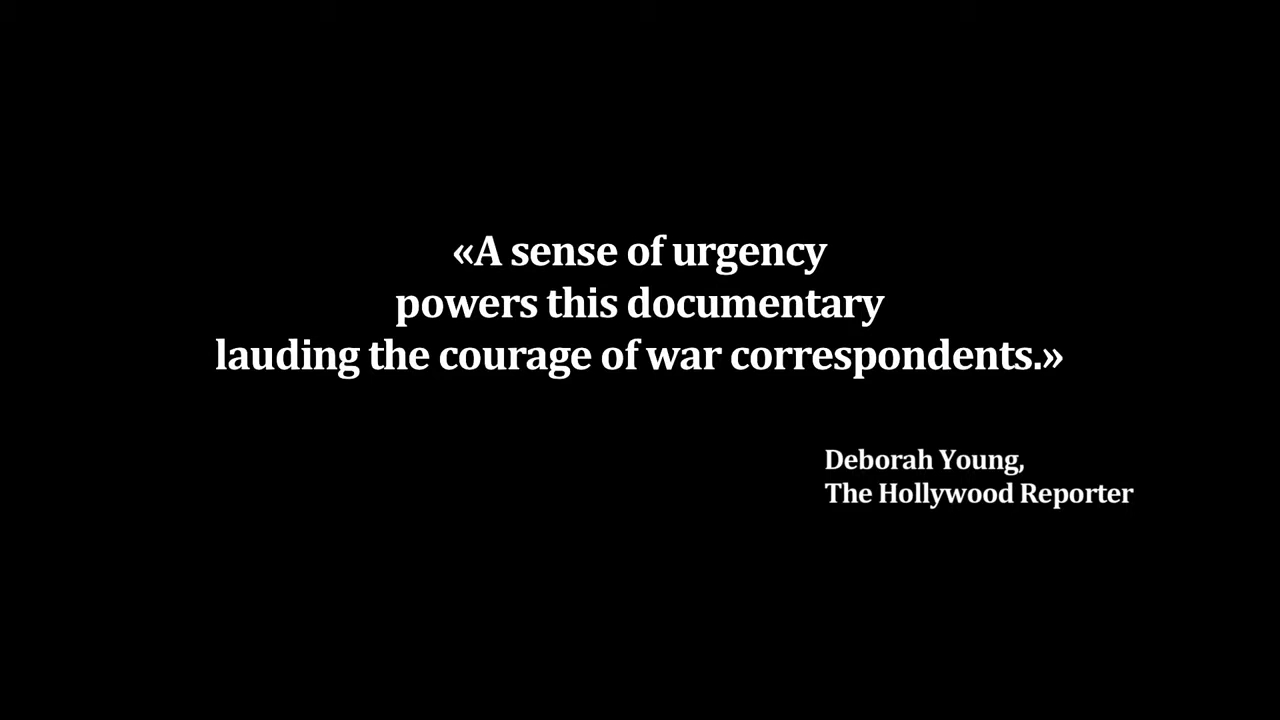 «A sense of urgency
powers this documentary
lauding the courage of war correspondents.»
Deborah Young,
The Hollywood Reporter